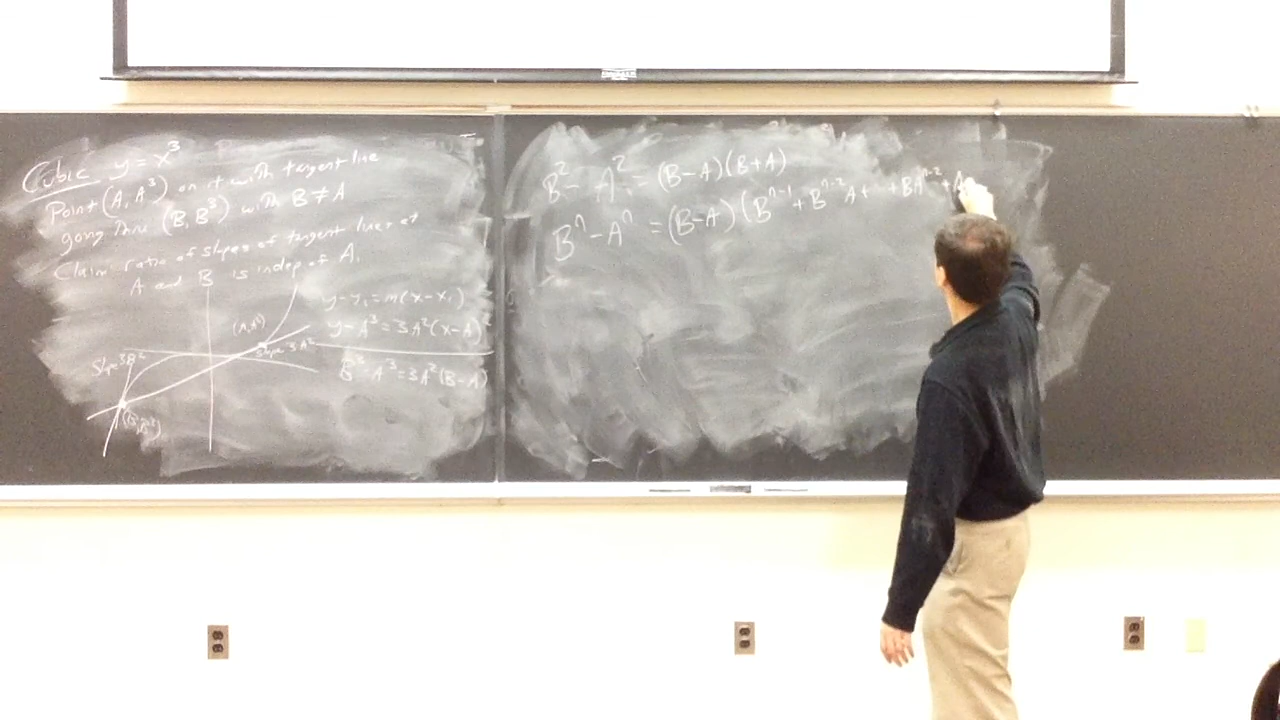 Cubic y = x³
Point (A, A³) on it with tangent line
going thru (B, B³) with B ≠ A
Claim ratio of slopes of tangent lines at
A and B is indep of A.
y-y₁ = m(x-x₁)
(A, A³)
y-A³ = 3A²(x-A)
slope 3A²
Slope 3B²
B³-A³ = 3A²(B-A)
(B, B³)
B² - A² = (B-A)(B+A)
Bⁿ - Aⁿ = (B-A)(Bⁿ⁻¹ + Bⁿ⁻²A + + BAⁿ⁻² + A